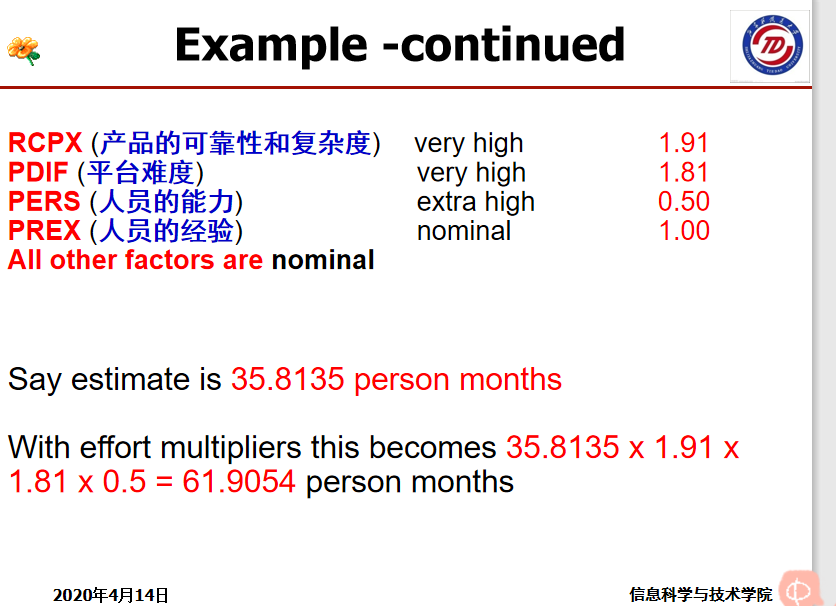 Example -continued
RCPX (产品的可靠性和复杂度) very high 1.91
PDIF (平台难度) very high 1.81
PERS (人员的能力) extra high 0.50
PREX (人员的经验) nominal 1.00
All other factors are nominal
Say estimate is 35.8135 person months
With effort multipliers this becomes 35.8135 x 1.91 x
1.81 x 0.5 = 61.9054 person months
2020年4月14日
信息科学与技术学院